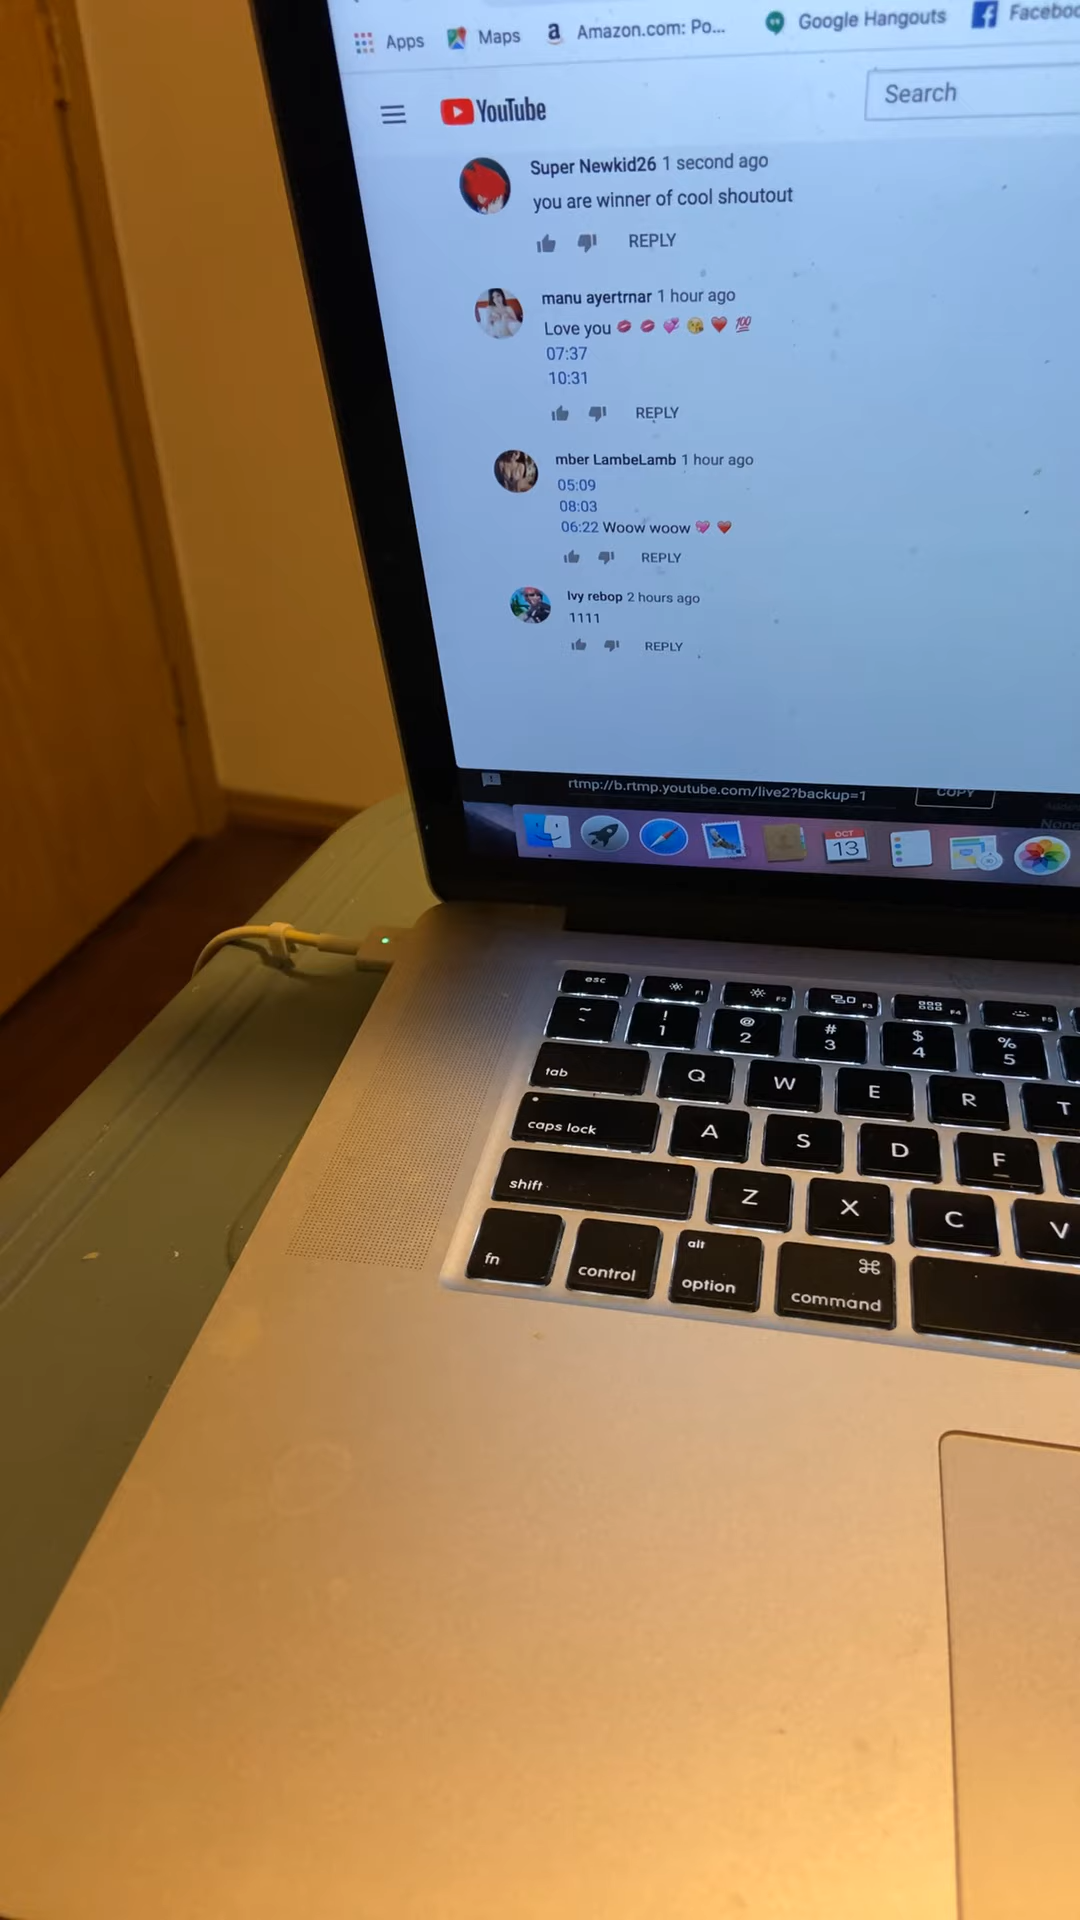 Apps Maps Amazon.com: Po... Google Hangouts
YouTube Search
Super Newkid26 1 second ago
you are winner of cool shoutout
REPLY
manu ayertrnar 1 hour ago
Love you 💋 💋 💞 😘 ❤️ 💯
07:37
10:31
REPLY
mber LambeLamb 1 hour ago
05:09
08:03
06:22 Woow woow 💖 ❤️
REPLY
Ivy rebop 2 hours ago
1111
REPLY
rtmp://b.rtmp.youtube.com/live2?backup=1 COPY
None
OCT
13
esc F1 F2 F3 F4 F5
~ ! @ # $ %
` 1 2 3 4 5
tab Q W E R T
caps lock A S D F
shift Z X C V
fn control alt option ⌘ command